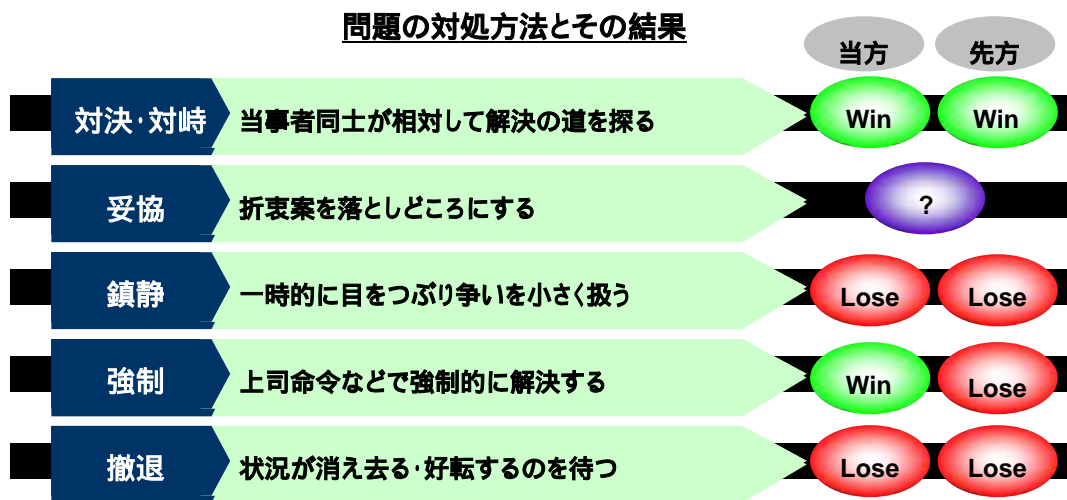 問題の対処方法とその結果
当方 先方
対決・対峙 当事者同士が相対して解決の道を探る Win Win
妥協 折衷案を落としどころにする ?
鎮静 一時的に目をつぶり争いを小さく扱う Lose Lose
強制 上司命令などで強制的に解決する Win Lose
撤退 状況が消え去る・好転するのを待つ Lose Lose